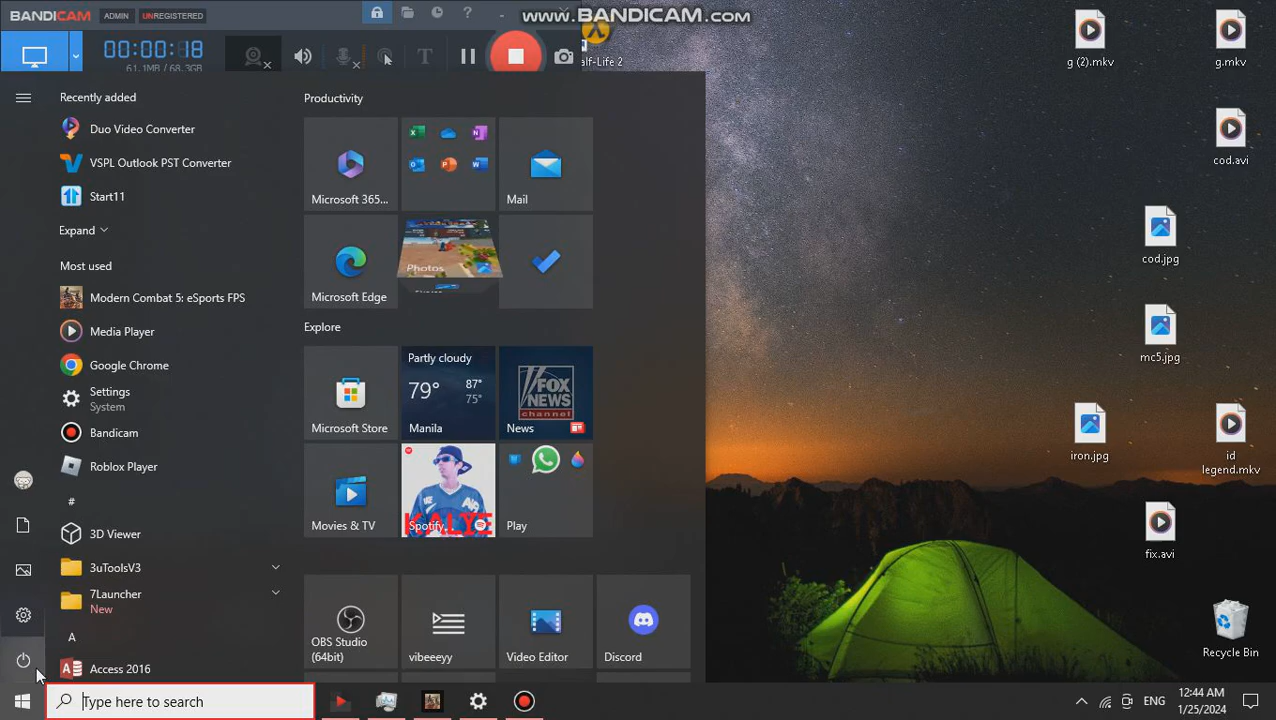 BANDICAM ADMIN UNREGISTERED
www.BANDICAM.com
00:00:18
61.1MB / 68.3GB
Recently added
Duo Video Converter
VSPL Outlook PST Converter
Start11
Expand
Most used
Modern Combat 5: eSports FPS
Media Player
Google Chrome
Settings
System
Bandicam
Roblox Player
#
3D Viewer
3uToolsV3
7Launcher
New
A
Access 2016
Productivity
Microsoft 365...
Mail
Microsoft Edge
Photos
Explore
Microsoft Store
Partly cloudy
79° 87°
75°
Manila
FOX
NEWS
channel
News
Movies & TV
Spotify
Play
OBS Studio
(64bit)
vibeeeyy
Video Editor
Discord
alf-Life 2
g (2).mkv
g.mkv
cod.avi
cod.jpg
mc5.jpg
iron.jpg
id
legend.mkv
fix.avi
Recycle Bin
Type here to search
ENG
12:44 AM
1/25/2024